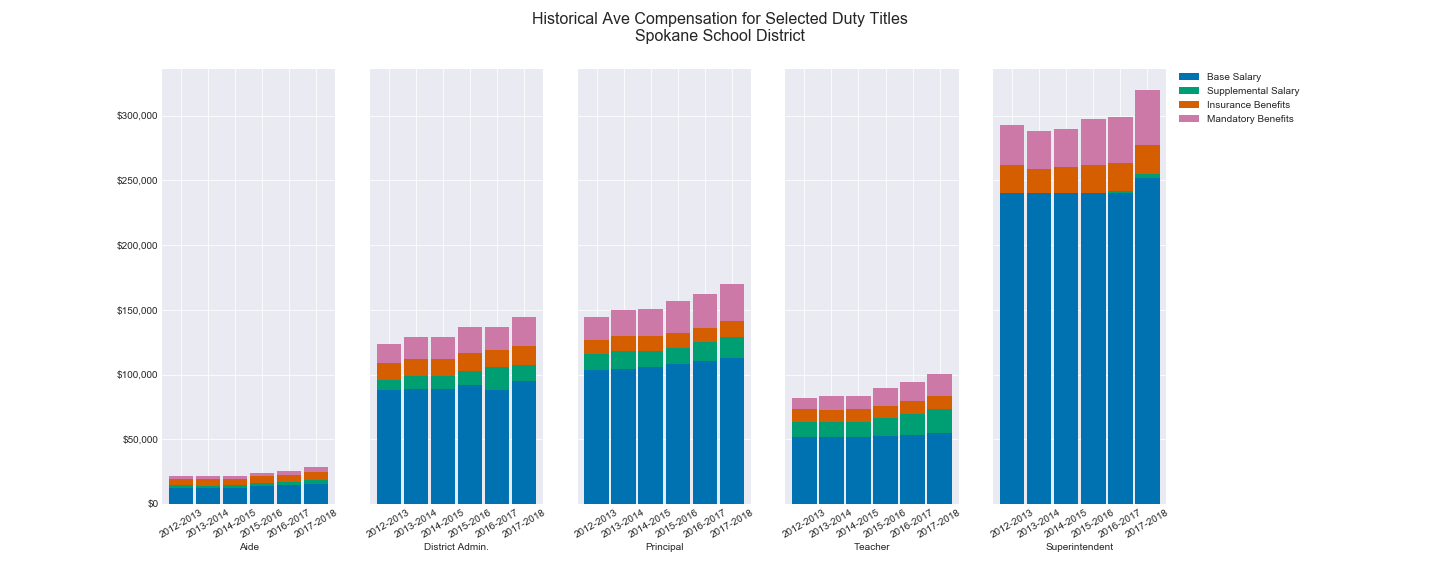 Historical Ave Compensation for Selected Duty Titles
Spokane School District
Base Salary
Supplemental Salary
Insurance Benefits
Mandatory Benefits
$300,000
$250,000
$200,000
$150,000
$100,000
$50,000
$0
2012-2013 2013-2014 2014-2015 2015-2016 2016-2017 2017-2018 2012-2013 2013-2014 2014-2015 2015-2016 2016-2017 2017-2018 2012-2013 2013-2014 2014-2015 2015-2016 2016-2017 2017-2018 2012-2013 2013-2014 2014-2015 2015-2016 2016-2017 2017-2018 2012-2013 2013-2014 2014-2015 2015-2016 2016-2017 2017-2018
Aide District Admin. Principal Teacher Superintendent